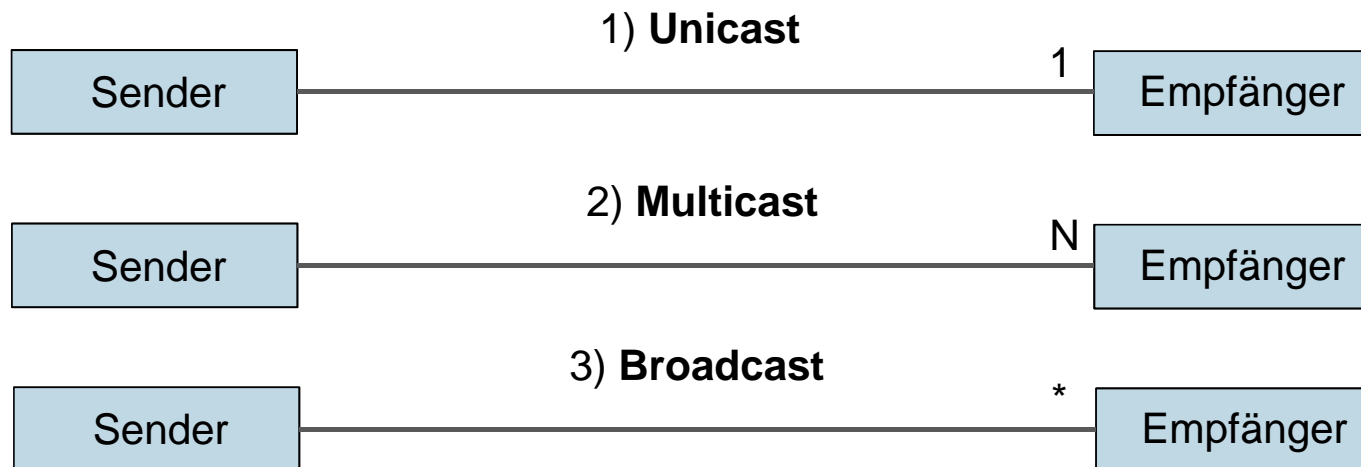 1) Unicast
Sender 1 Empfänger
2) Multicast
Sender N Empfänger
3) Broadcast
Sender * Empfänger